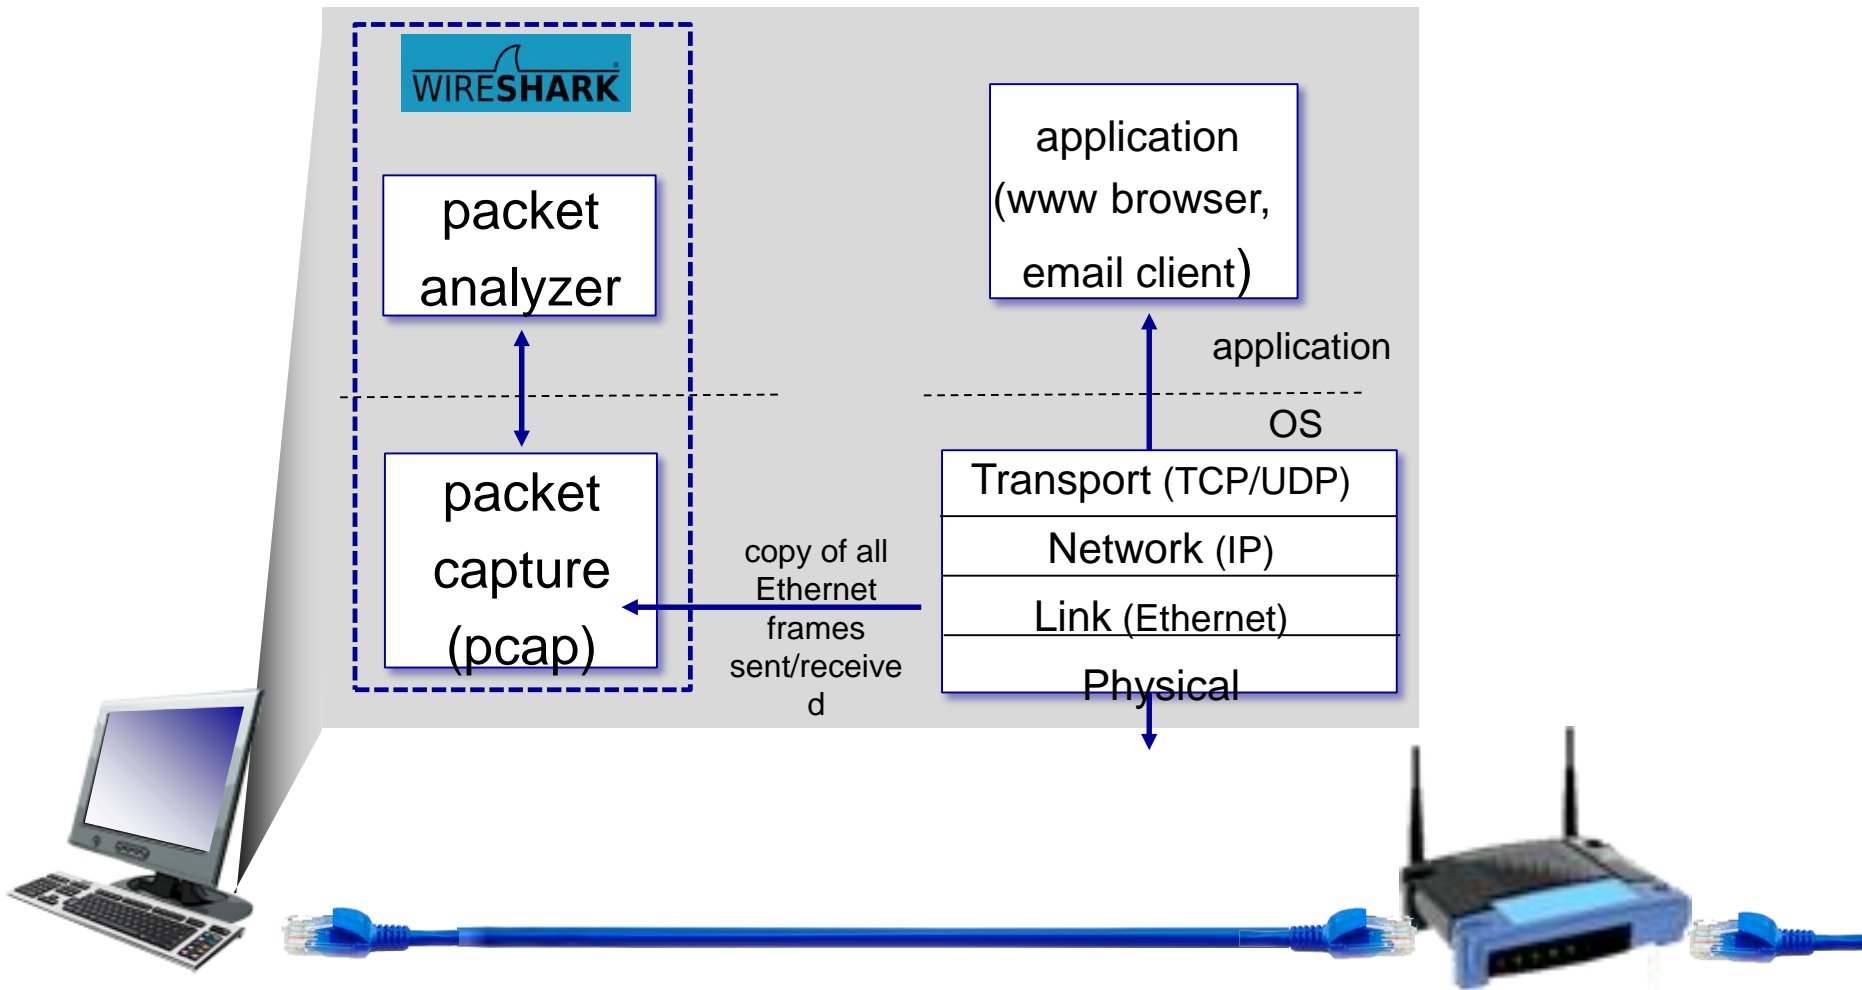 WIRESHARK
packet
analyzer
packet
capture
(pcap)
copy of all
Ethernet
frames
sent/receive
d
application
(www browser,
email client)
application
OS
Transport (TCP/UDP)
Network (IP)
Link (Ethernet)
Physical